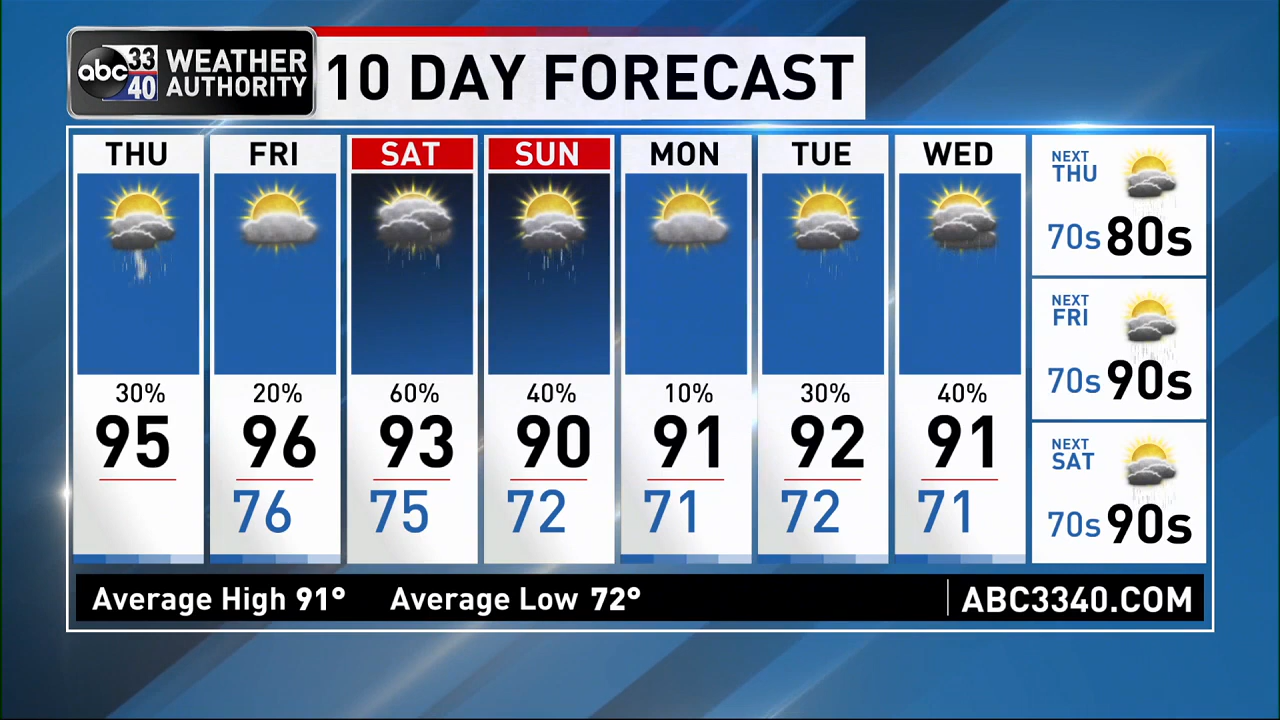 abc 33 40 WEATHER AUTHORITY
10 DAY FORECAST
THU FRI SAT SUN MON TUE WED
30% 20% 60% 40% 10% 30% 40%
95 96 93 90 91 92 91
76 75 72 71 72 71
NEXT THU
70s 80s
NEXT FRI
70s 90s
NEXT SAT
70s 90s
Average High 91° Average Low 72° ABC3340.COM